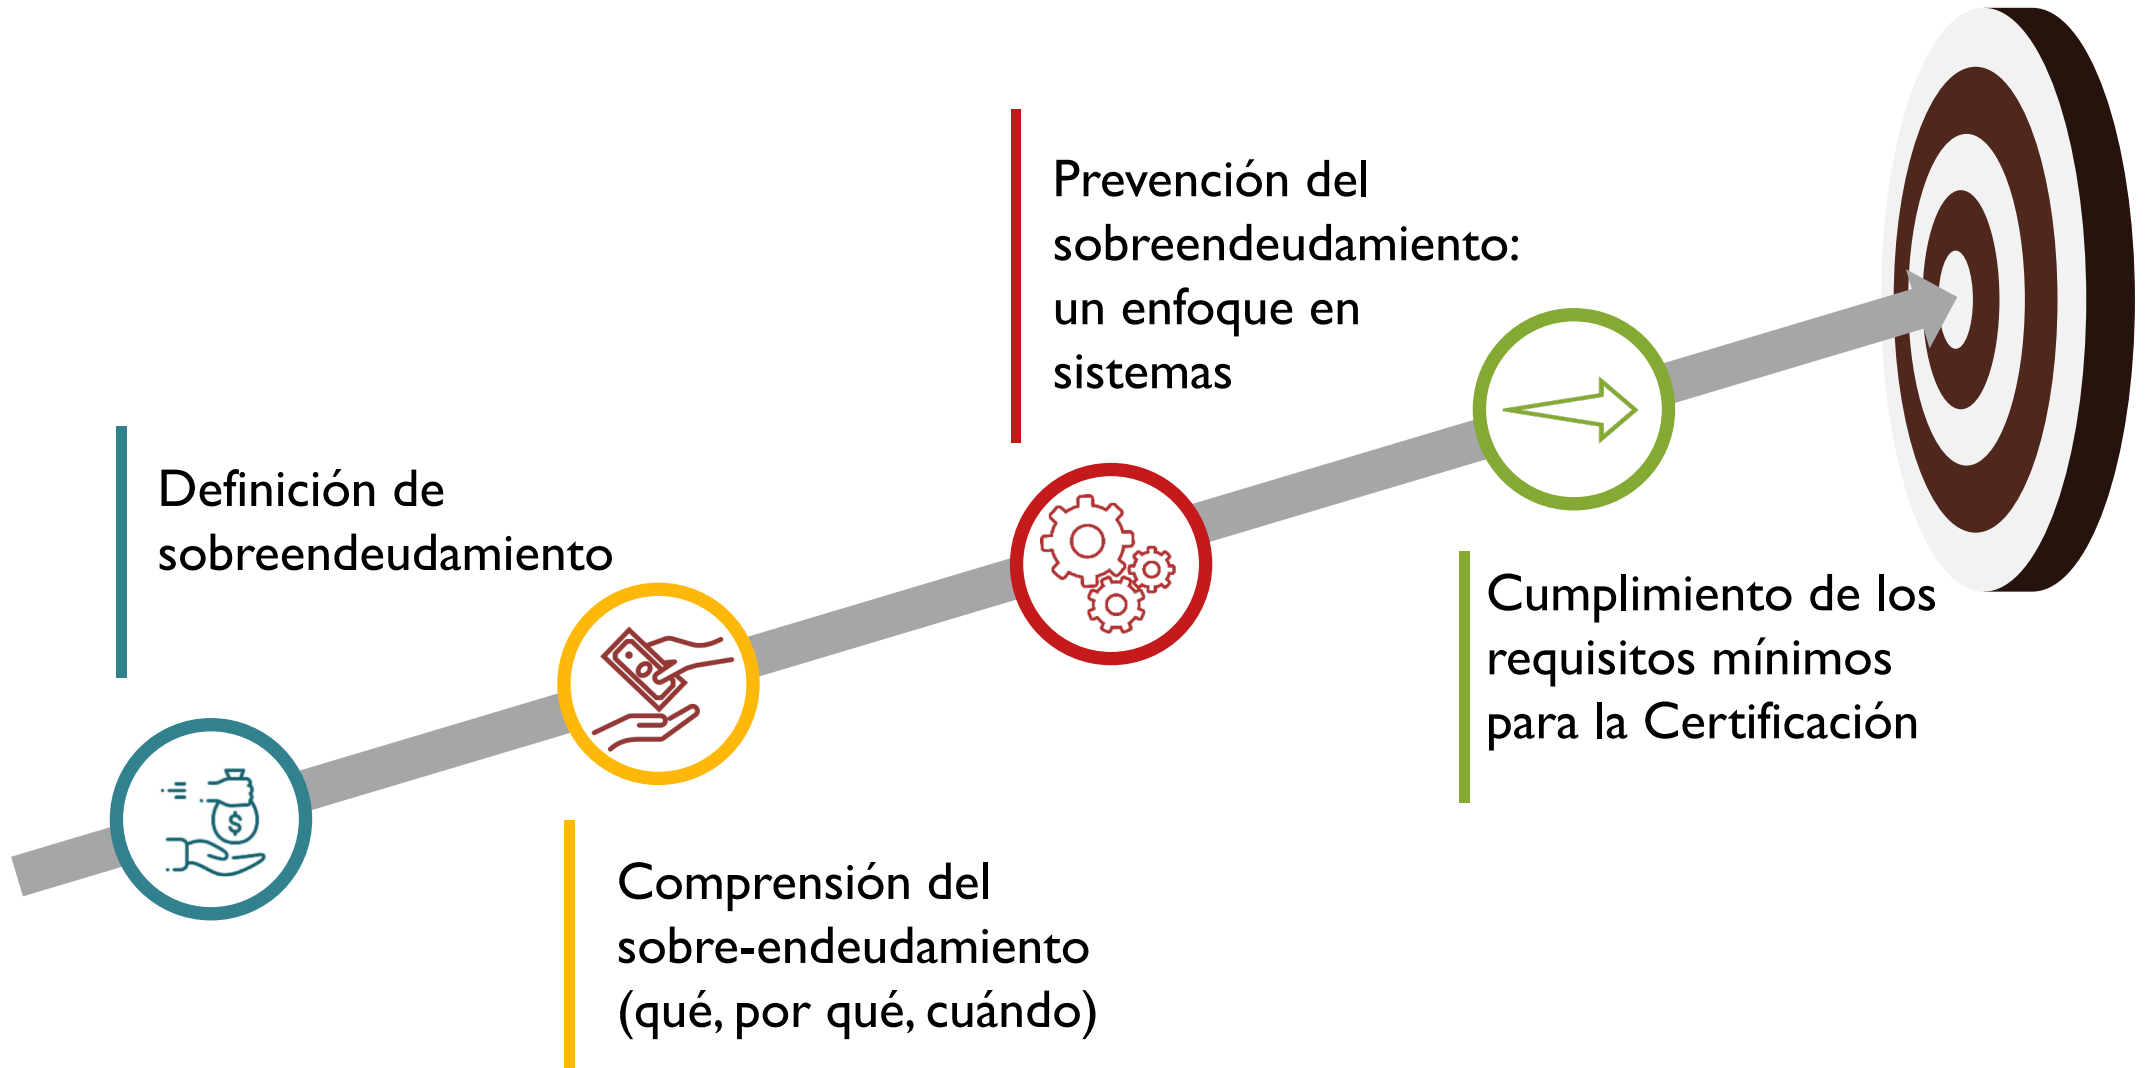 Definición de
sobreendeudamiento
Comprensión del
sobre-endeudamiento
(qué, por qué, cuándo)
Prevención del
sobreendeudamiento:
un enfoque en
sistemas
Cumplimiento de los
requisitos mínimos
para la Certificación
$